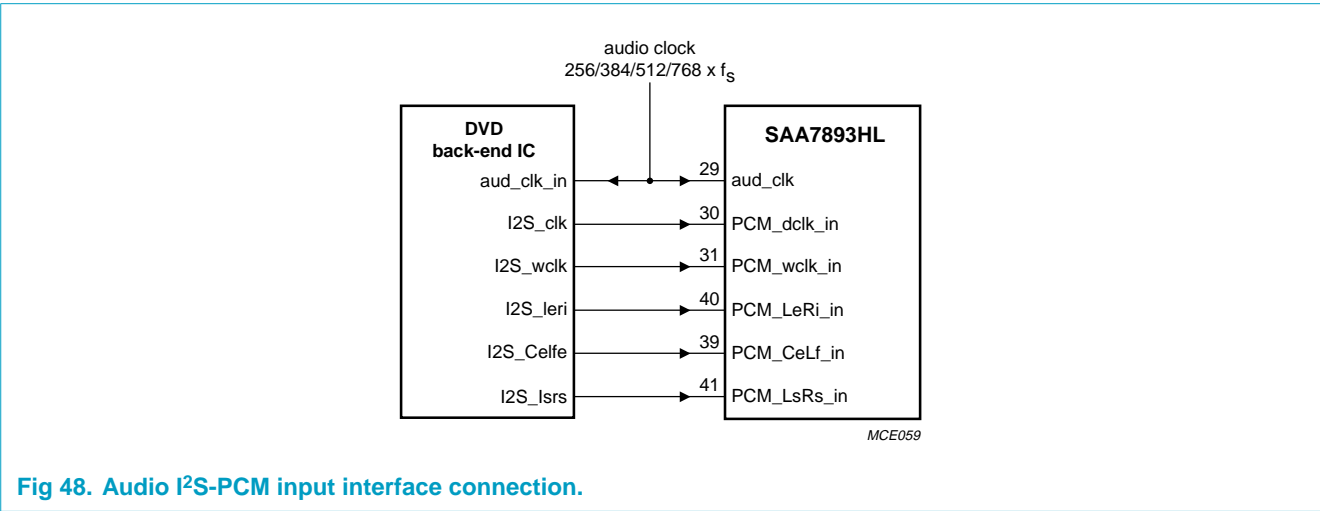 audio clock
256/384/512/768 x fs
DVD
back-end IC
SAA7893HL
aud_clk_in
29
aud_clk
I2S_clk
30
PCM_dclk_in
I2S_wclk
31
PCM_wclk_in
I2S_leri
40
PCM_LeRi_in
I2S_Celfe
39
PCM_CeLf_in
I2S_lsrs
41
PCM_LsRs_in
MCE059
Fig 48. Audio I²S-PCM input interface connection.